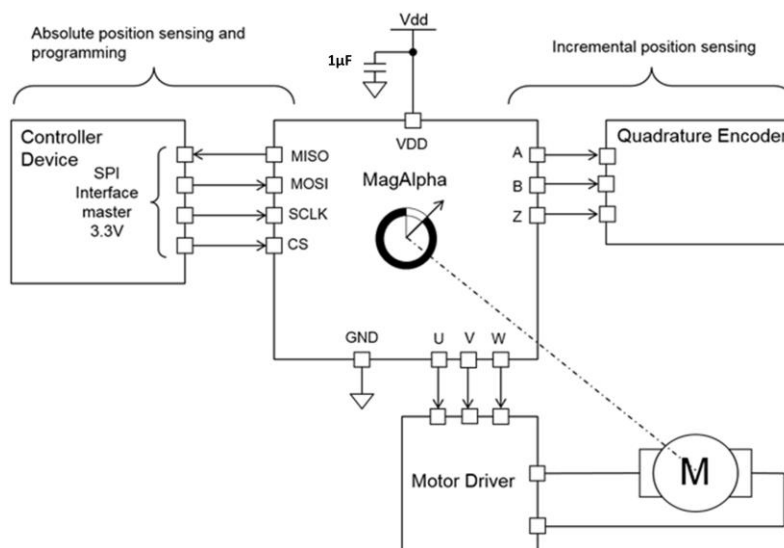 Absolute position sensing and
programming
Vdd
1µF
Incremental position sensing
Controller
Device
SPI
Interface
master
3.3V
MISO
MOSI
SCLK
CS
VDD
MagAlpha
A
B
Z
Quadrature Encoder
GND
U
V
W
Motor Driver
M